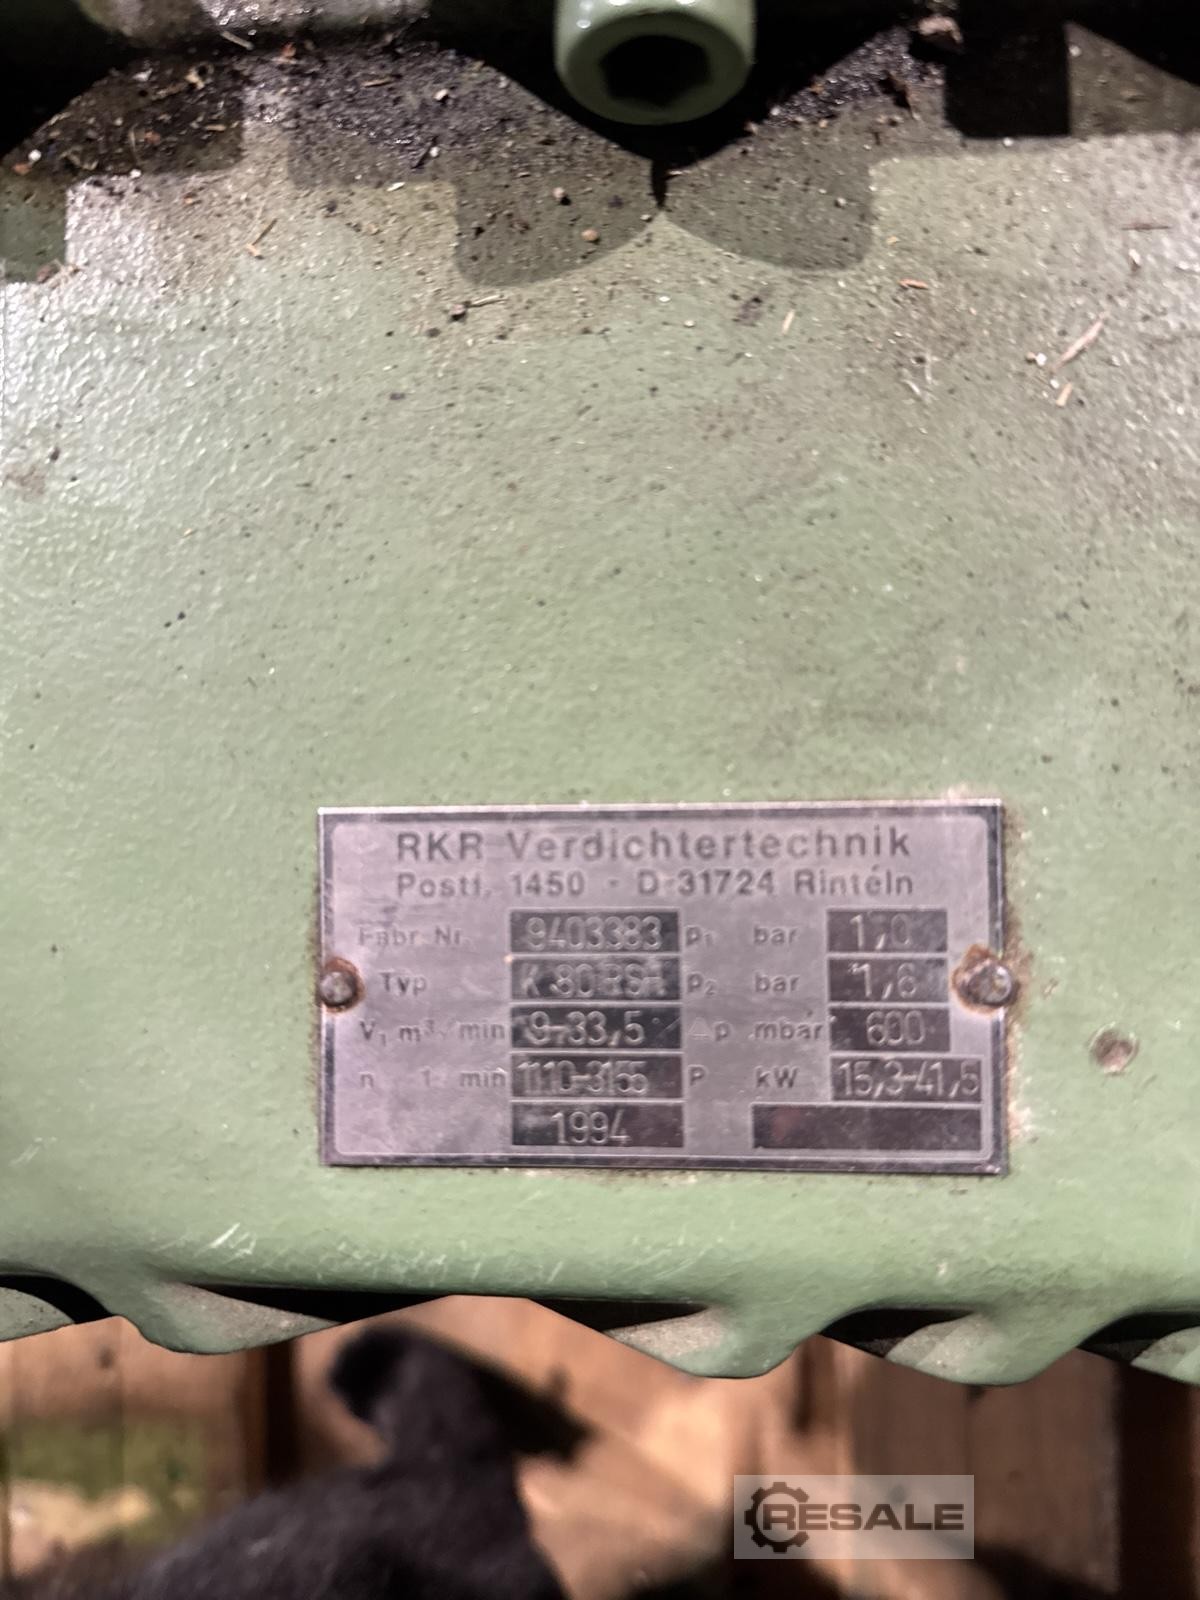 RKR Verdichtertechnik
Postf. 1450 - D-31724 Rinteln
Fabr. Nr. 9403383 p₁ bar 1,0
Typ K 80 p₂ bar 1,6
V₁ m³/min 9-33,5 △p mbar 600
n 1/min 1110-3155 P kW 15,3-41,5
1994
RESALE